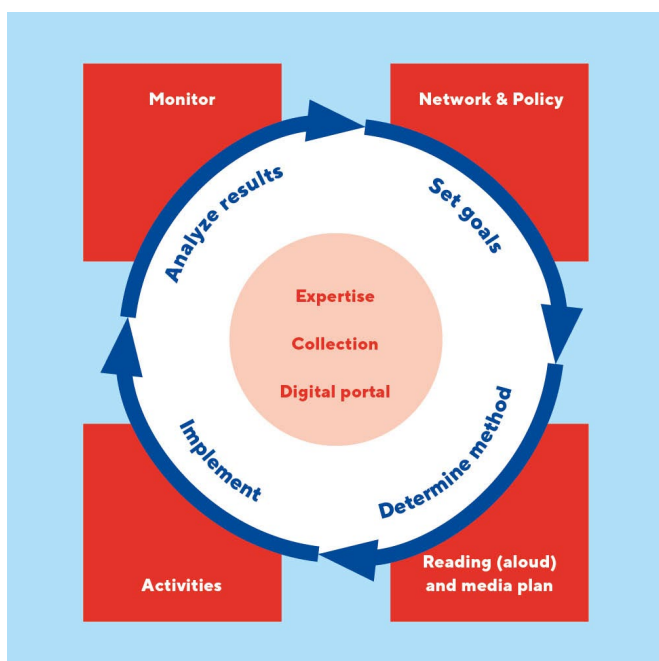 Monitor
Network & Policy
Analyze results
Set goals
Expertise
Collection
Digital portal
Implement
Determine method
Activities
Reading (aloud)
and media plan